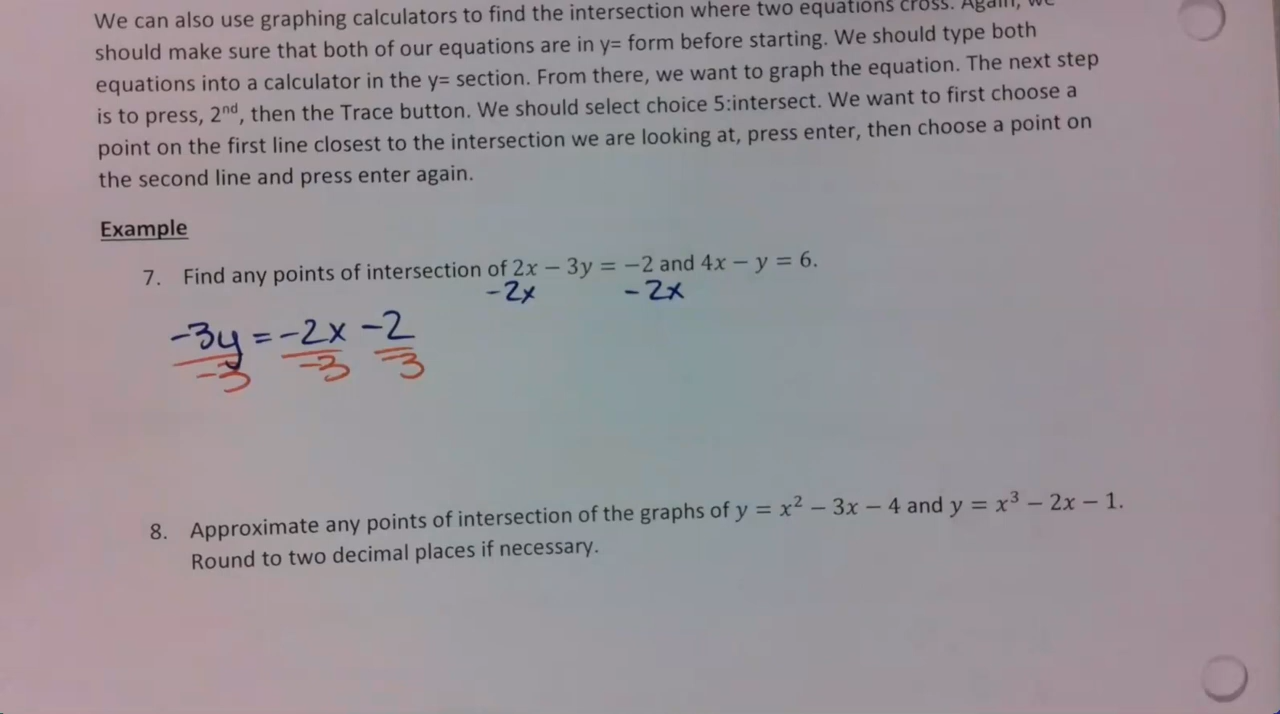 We can also use graphing calculators to find the intersection where two equations cross. Again, we
should make sure that both of our equations are in y= form before starting. We should type both
equations into a calculator in the y= section. From there, we want to graph the equation. The next step
is to press, 2nd, then the Trace button. We should select choice 5:intersect. We want to first choose a
point on the first line closest to the intersection we are looking at, press enter, then choose a point on
the second line and press enter again.
Example
7. Find any points of intersection of 2x − 3y = −2 and 4x − y = 6.
-2x -2x
-3y = -2x -2
-3 -3 -3
8. Approximate any points of intersection of the graphs of y = x² − 3x − 4 and y = x³ − 2x − 1.
Round to two decimal places if necessary.